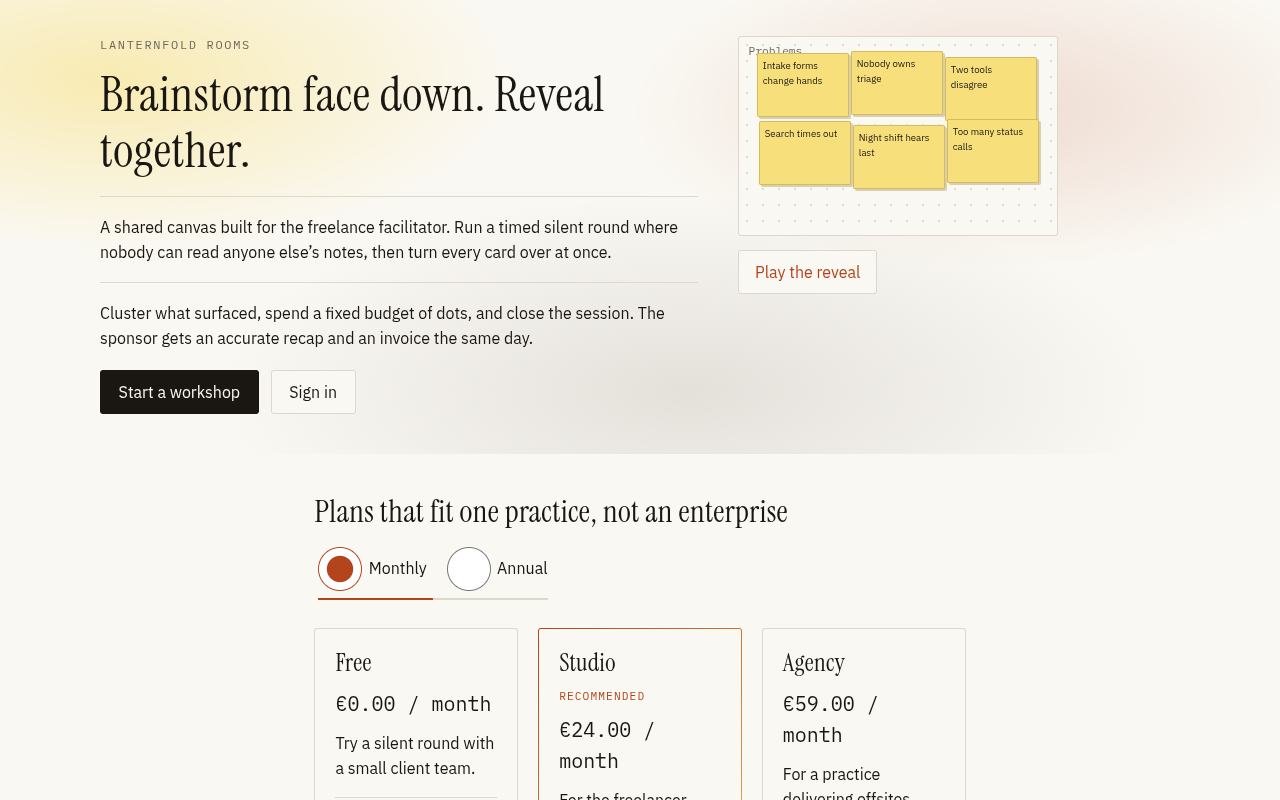 LANTERNFOLD ROOMS
Brainstorm face down. Reveal
together.
A shared canvas built for the freelance facilitator. Run a timed silent round where
nobody can read anyone else’s notes, then turn every card over at once.
Cluster what surfaced, spend a fixed budget of dots, and close the session. The
sponsor gets an accurate recap and an invoice the same day.
Start a workshop
Sign in
Problems
Intake forms
change hands
Nobody owns
triage
Two tools
disagree
Search times out
Night shift hears
last
Too many status
calls
Play the reveal
Plans that fit one practice, not an enterprise
Monthly
Annual
Free
€0.00 / month
Try a silent round with
a small client team.
Studio
RECOMMENDED
€24.00 /
month
For the freelancer
Agency
€59.00 /
month
For a practice
delivering offsites